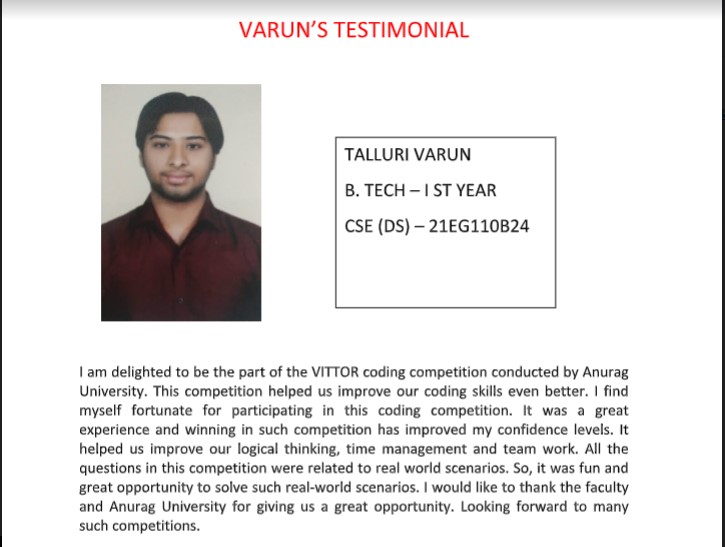 VARUN'S TESTIMONIAL
TALLURI VARUN
B. TECH – I ST YEAR
CSE (DS) – 21EG110B24
I am delighted to be the part of the VITTOR coding competition conducted by Anurag
University. This competition helped us improve our coding skills even better. I find
myself fortunate for participating in this coding competition. It was a great
experience and winning in such competition has improved my confidence levels. It
helped us improve our logical thinking, time management and team work. All the
questions in this competition were related to real world scenarios. So, it was fun and
great opportunity to solve such real-world scenarios. I would like to thank the faculty
and Anurag University for giving us a great opportunity. Looking forward to many
such competitions.